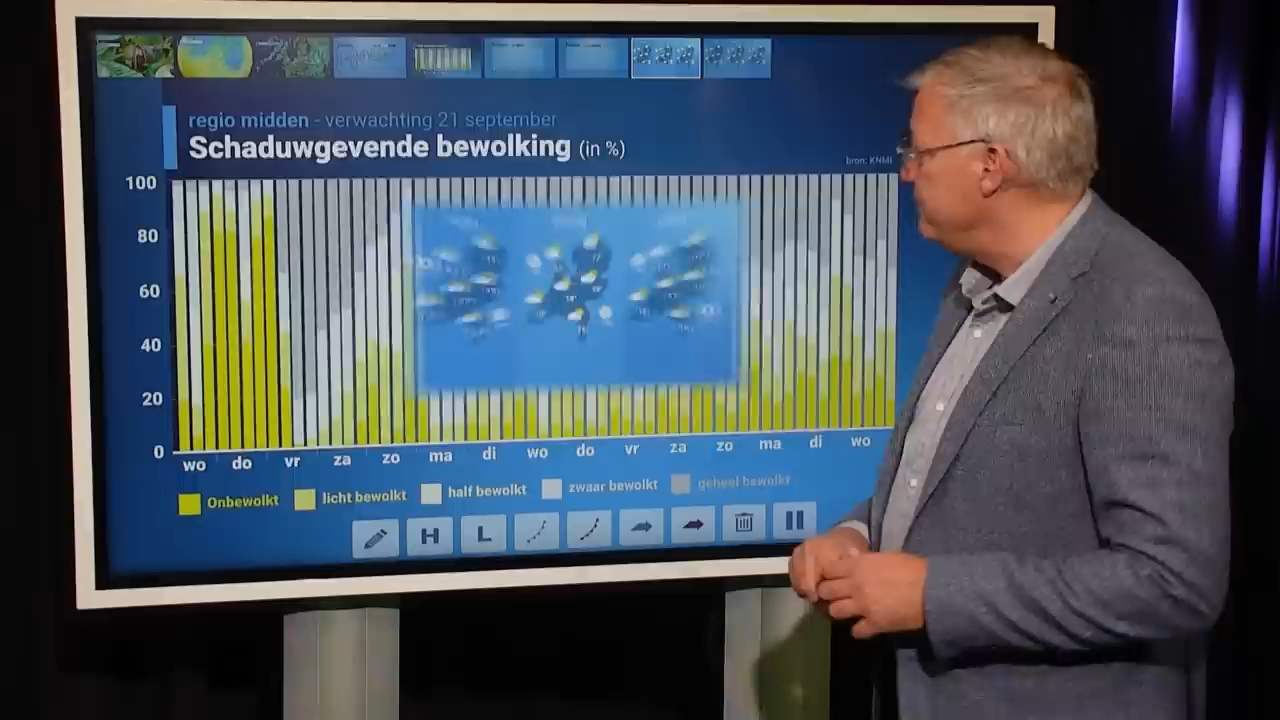 regio midden - verwachting 21 september
Schaduwgevende bewolking (in %)
bron: KNMI
100
80
60
40
20
0
wo do vr za zo ma di wo do vr za zo ma di wo
Onbewolkt licht bewolkt half bewolkt zwaar bewolkt geheel bewolkt
H L